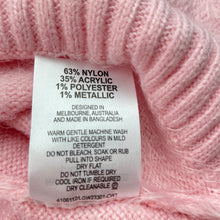 63% NYLON
35% ACRYLIC
1% POLYESTER
1% METALLIC
DESIGNED IN
MELBOURNE, AUSTRALIA
AND MADE IN BANGLADESH
WARM GENTLE MACHINE WASH
WITH LIKE COLOURS IN MILD
DETERGENT
DO NOT BLEACH, SOAK OR RUB
PULL INTO SHAPE
DRY FLAT
DO NOT TUMBLE DRY
COOL IRON IF REQUIRED
DRY CLEANABLE Ⓟ